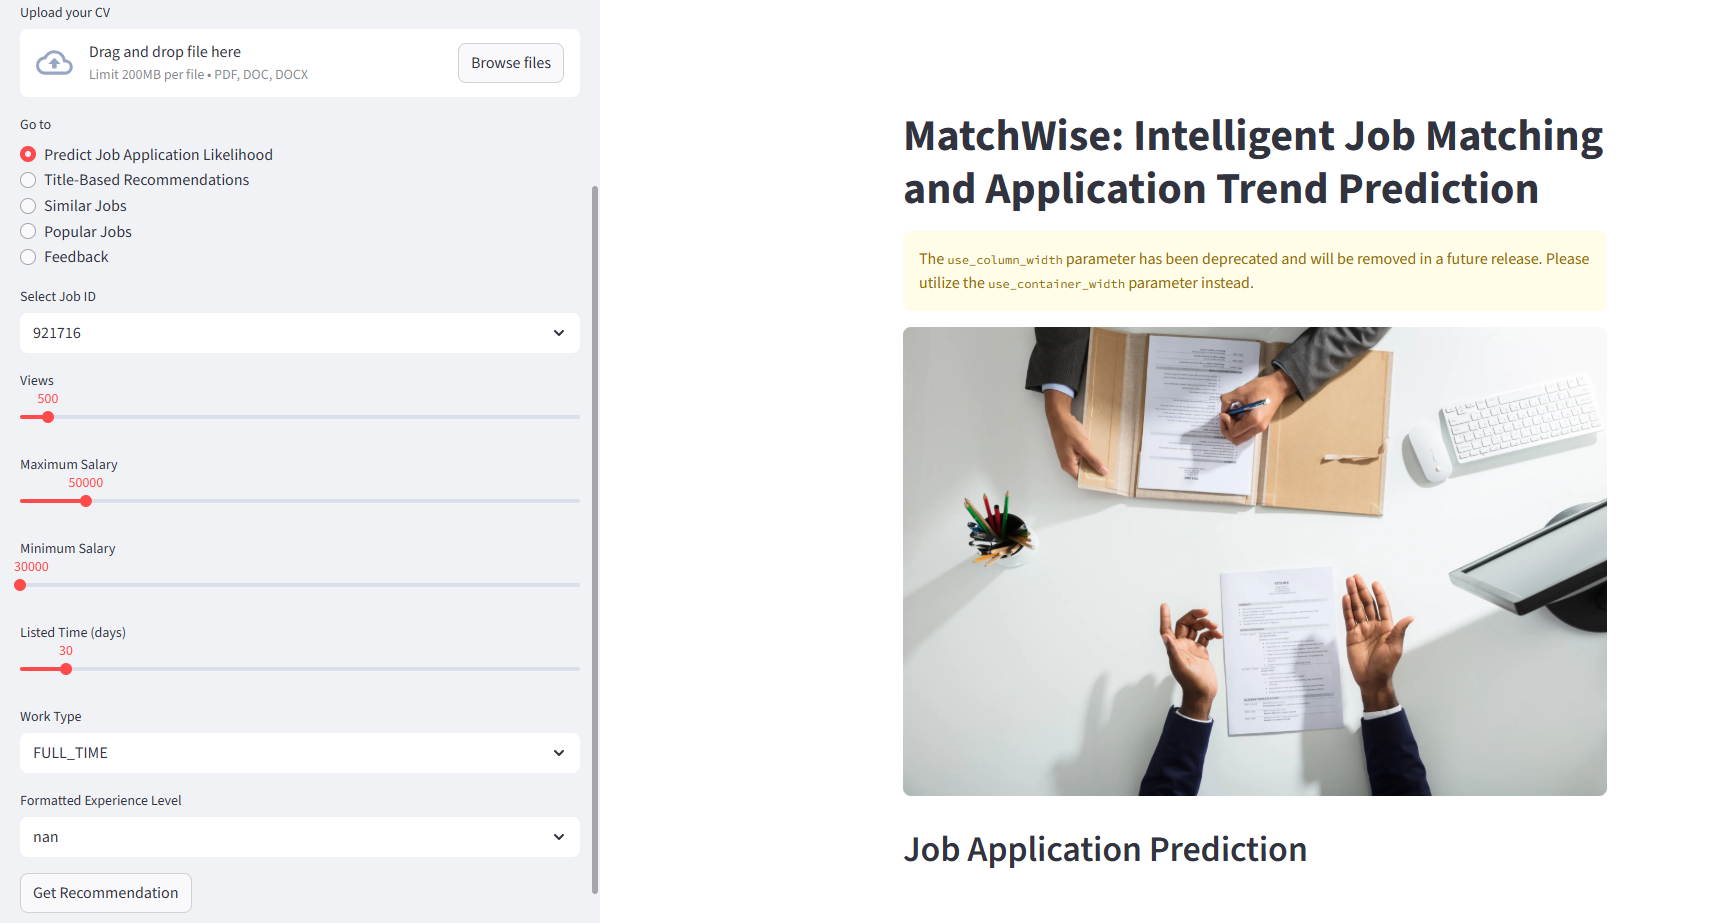 Upload your CV
Drag and drop file here
Limit 200MB per file • PDF, DOC, DOCX
Browse files
Go to
Predict Job Application Likelihood
Title-Based Recommendations
Similar Jobs
Popular Jobs
Feedback
Select Job ID
921716
Views
500
Maximum Salary
50000
Minimum Salary
30000
Listed Time (days)
30
Work Type
FULL_TIME
Formatted Experience Level
nan
Get Recommendation
MatchWise: Intelligent Job Matching
and Application Trend Prediction
The use_column_width parameter has been deprecated and will be removed in a future release. Please
utilize the use_container_width parameter instead.
Job Application Prediction